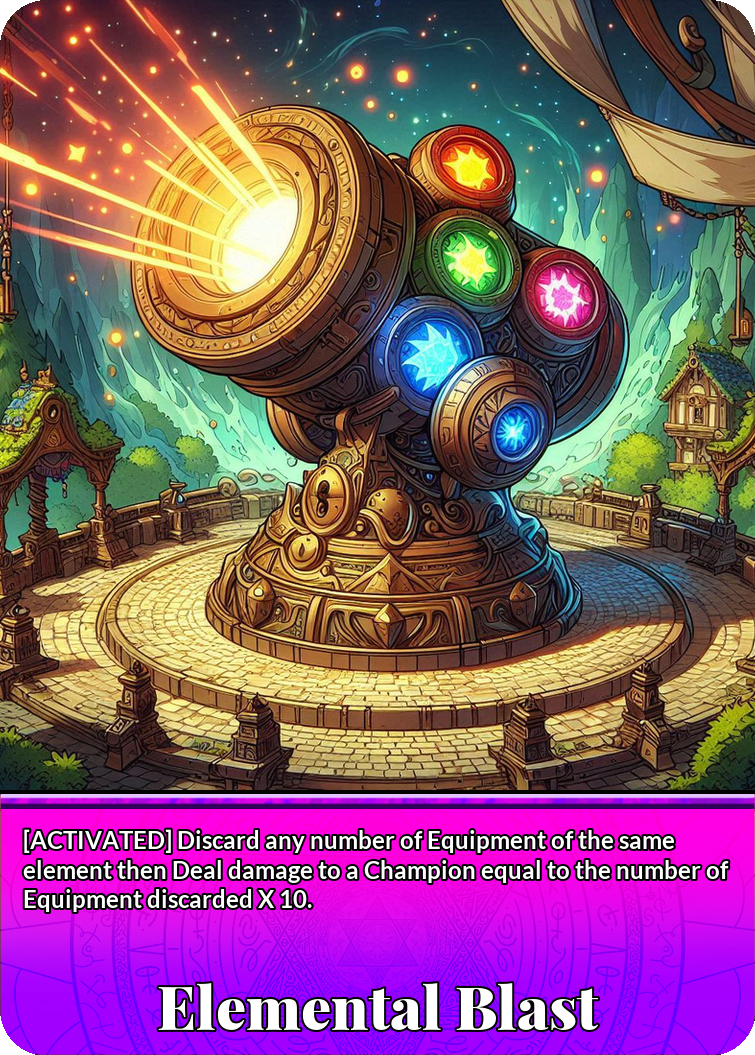 [ACTIVATED] Discard any number of Equipment of the same
element then Deal damage to a Champion equal to the number of
Equipment discarded X 10.
Elemental Blast